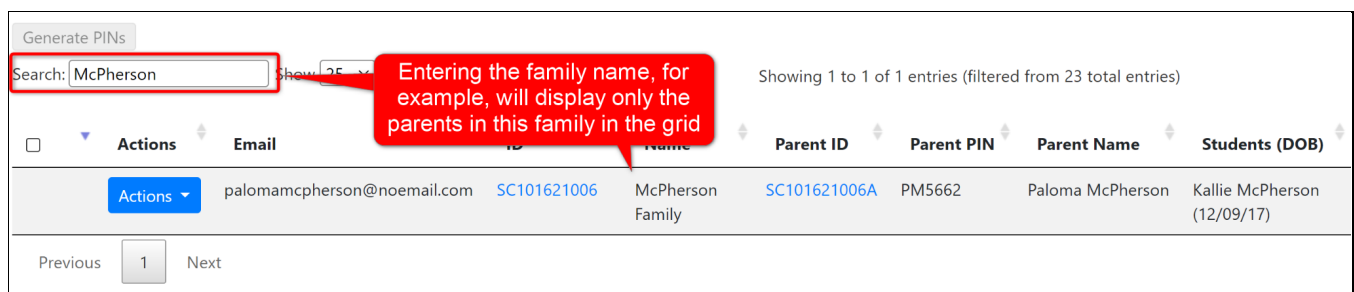 Generate PINs
Search: McPherson Show 25
Showing 1 to 1 of 1 entries (filtered from 23 total entries)
Entering the family name, for
example, will display only the
parents in this family in the grid
Actions Email ID Name Parent ID Parent PIN Parent Name Students (DOB)
Actions palomamcpherson@noemail.com SC101621006 McPherson SC101621006A PM5662 Paloma McPherson Kallie McPherson
Family (12/09/17)
Previous 1 Next